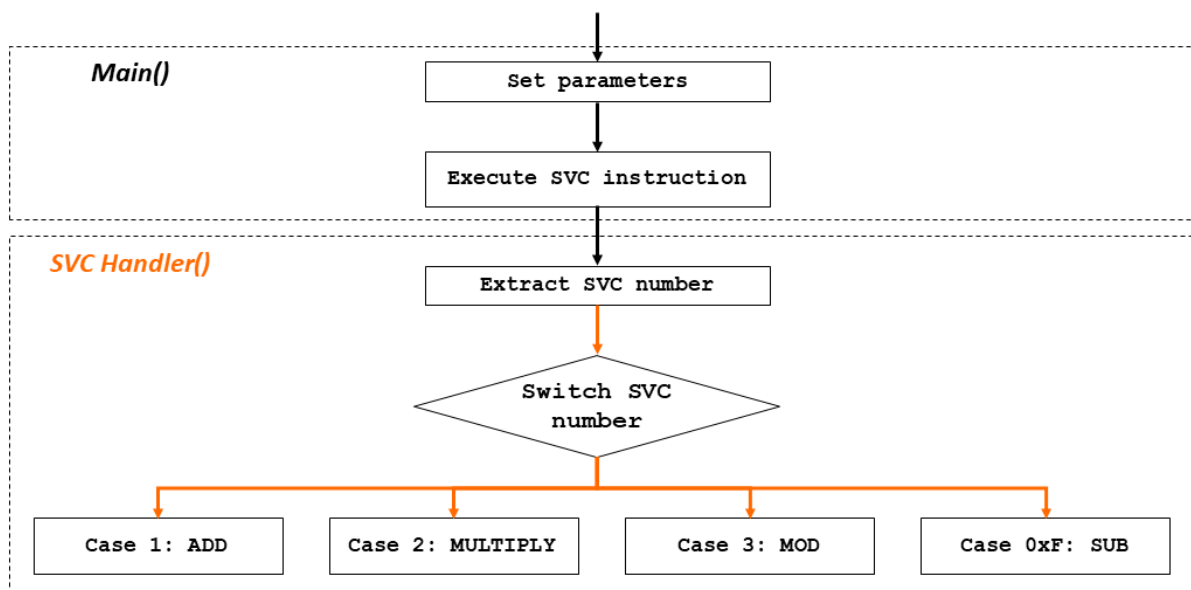 Main()
Set parameters
Execute SVC instruction
SVC Handler()
Extract SVC number
Switch SVC
number
Case 1: ADD
Case 2: MULTIPLY
Case 3: MOD
Case 0xF: SUB